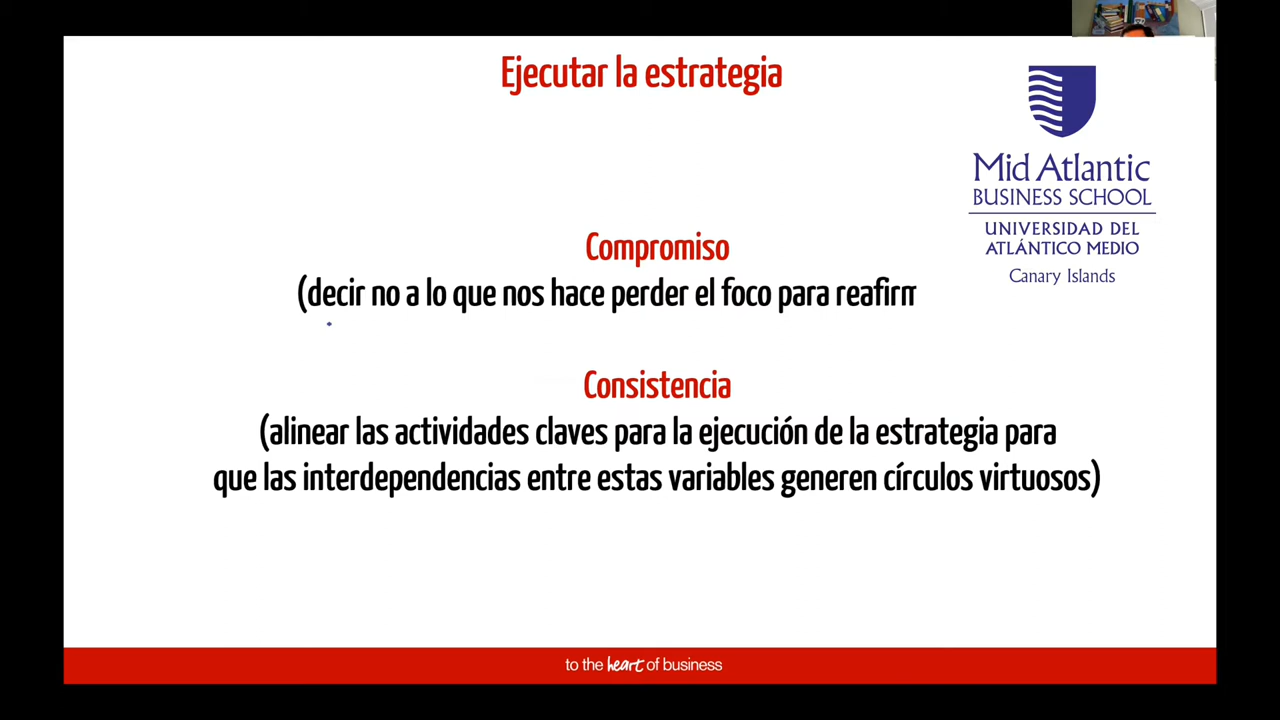 Ejecutar la estrategia
Mid Atlantic
BUSINESS SCHOOL
UNIVERSIDAD DEL
ATLÁNTICO MEDIO
Canary Islands
Compromiso
(decir no a lo que nos hace perder el foco para
Consistencia
(alinear las actividades claves para la ejecución de la estrategia para
que las interdependencias entre estas variables generen círculos virtuosos)
to the heart of business